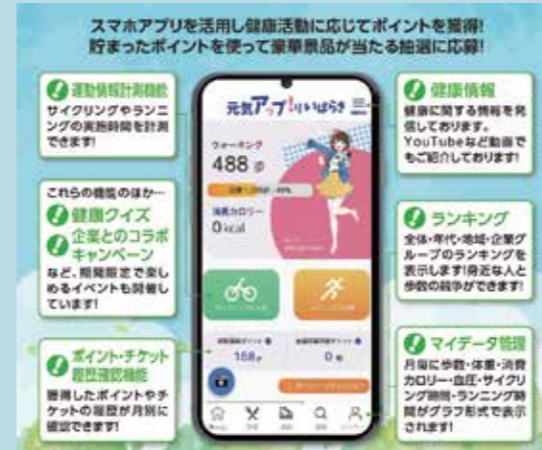 スマホアプリを活用し健康活動に応じてポイントを獲得!
貯まったポイントを使って豪華景品が当たる抽選に応募!
運動情報計測機能
サイクリングやランニ
ングの実施時間を計測
できます!
これらの機能のほか…
健康クイズ
企業とのコラボ
キャンペーン
など、期間限定で楽し
めるイベントも開催し
ています!
ポイント・チケット
履歴確認機能
獲得したポイントやチ
ケットの履歴が月別に
確認できます!
元気アップ!りいばらき
ウォーキング
488 歩
消費カロリー
0 kcal
158
0
健康情報
健康に関する情報を発
信しております。
YouTubeなど動画で
もご紹介しております!
ランキング
全体・年代・地域・企業グ
ループのランキングを
表示します!身近な人と
歩数の競争ができます!
マイデータ管理
月毎に歩数・体重・消費
カロリー・血圧・サイクリ
ング時間・ランニング時
間がグラフ形式で表示
されます!